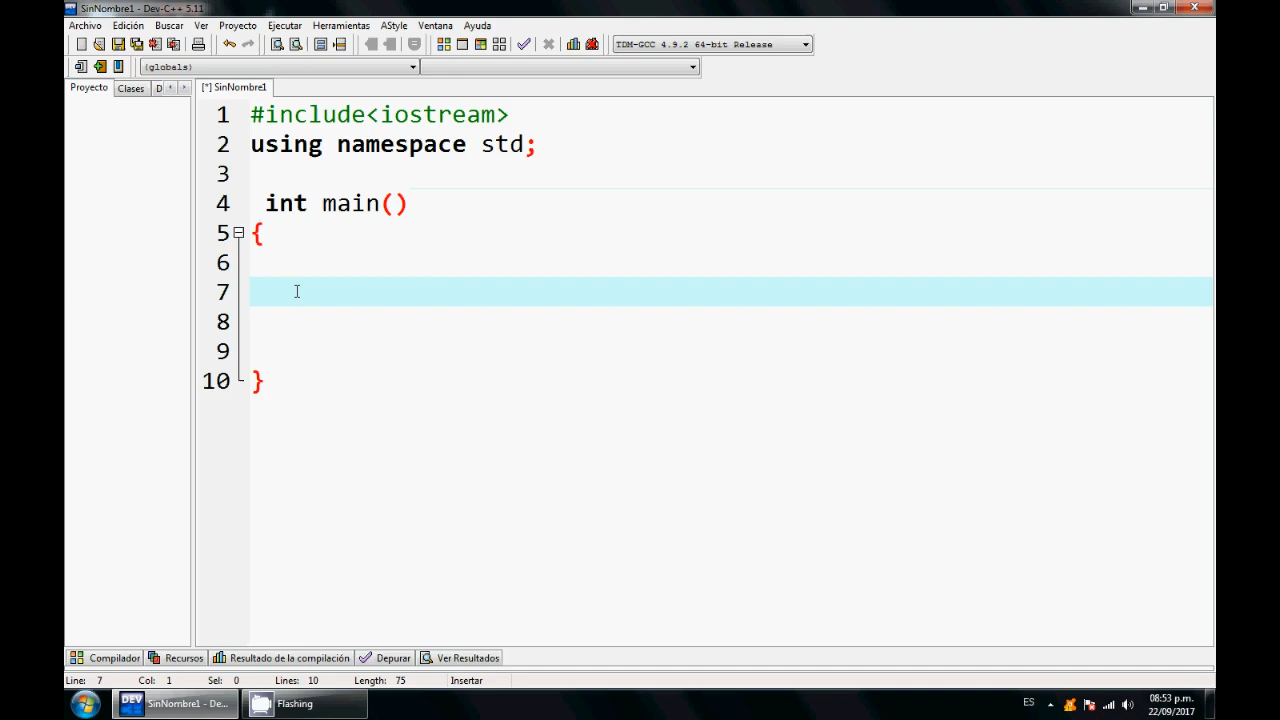 SinNombre1 - Dev-C++ 5.11
Archivo Edición Buscar Ver Proyecto Ejecutar Herramientas AStyle Ventana Ayuda
TDM-GCC 4.9.2 64-bit Release
(globals)
Proyecto Clases D [*] SinNombre1
1 #include<iostream>
2 using namespace std;
3
4 int main()
5 {
6
7
8
9
10 }
Compilador Recursos Resultado de la compilación Depurar Ver Resultados
Line: 7 Col: 1 Sel: 0 Lines: 10 Length: 75 Insertar
DEV SinNombre1 - De... Flashing ES 08:53 p.m.
22/09/2017